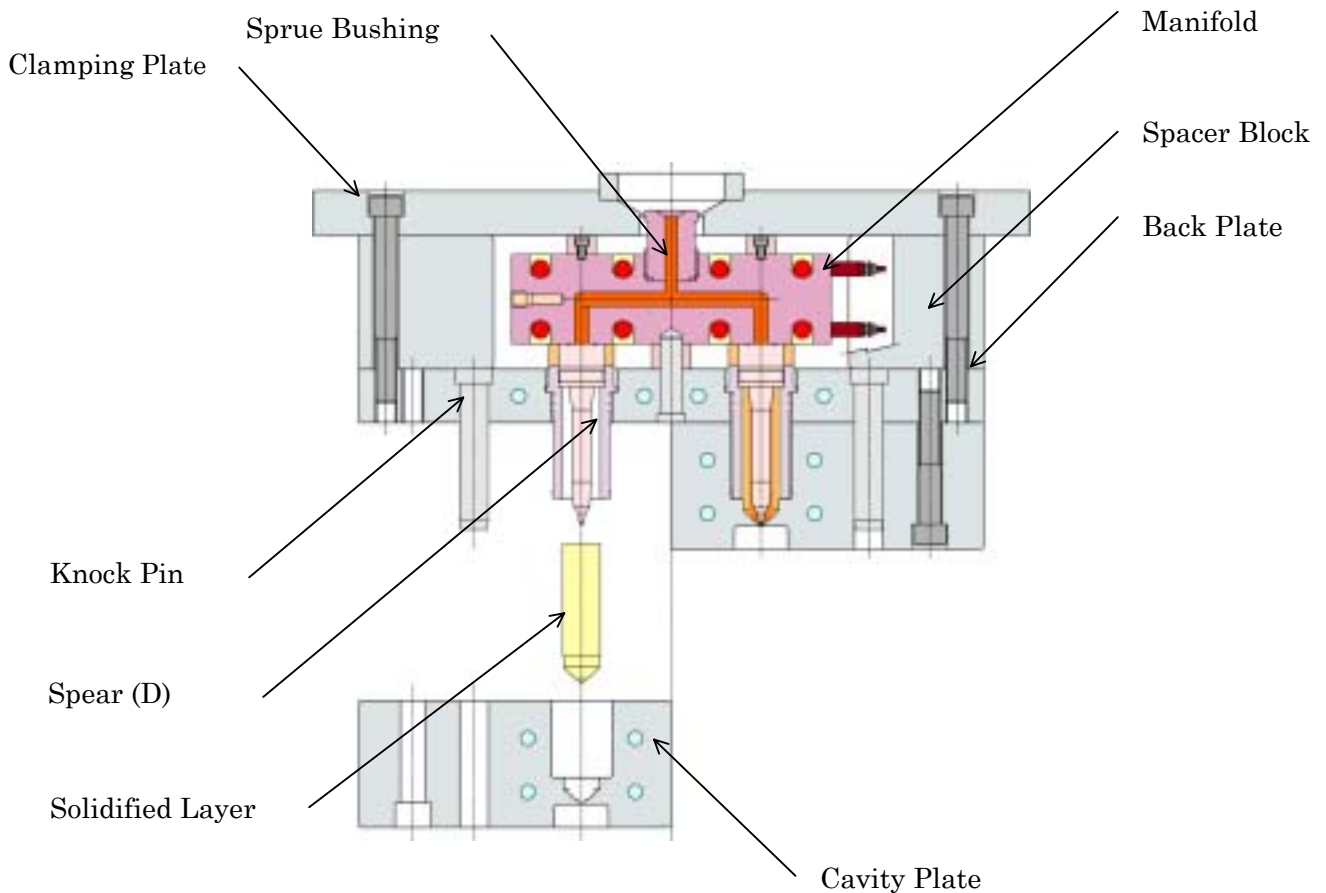 Sprue Bushing
Manifold
Clamping Plate
Spacer Block
Back Plate
Knock Pin
Spear (D)
Solidified Layer
Cavity Plate